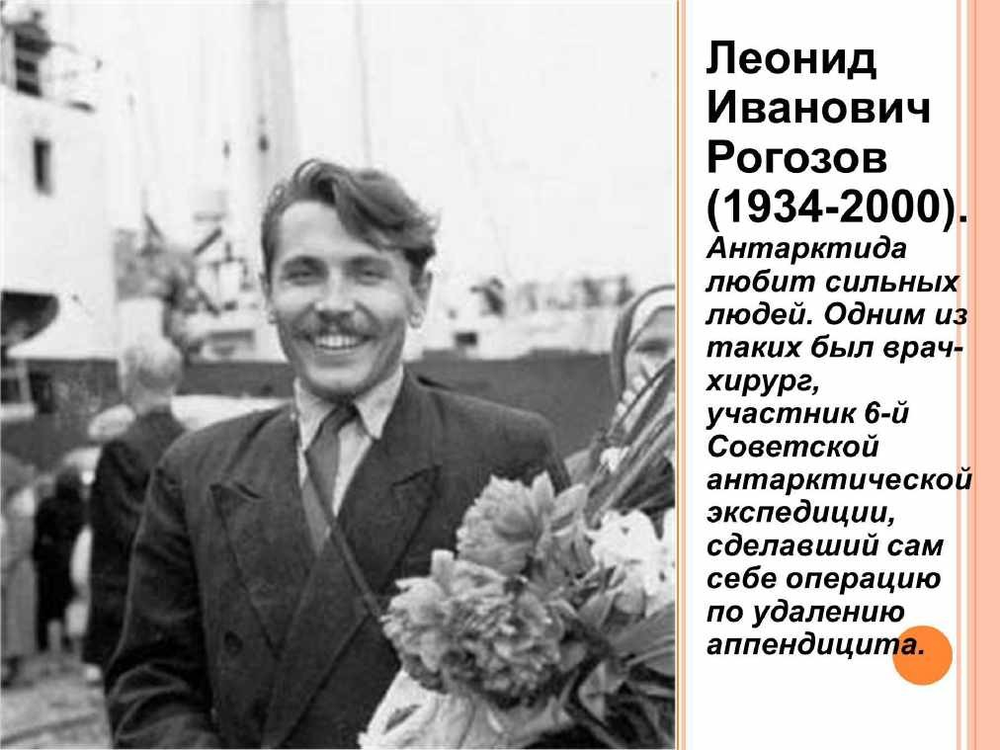 Леонид
Иванович
Рогозов
(1934-2000).
Антарктида
любит сильных
людей. Одним из
таких был врач-
хирург,
участник 6-й
Советской
антарктической
экспедиции,
сделавший сам
себе операцию
по удалению
аппендицита.